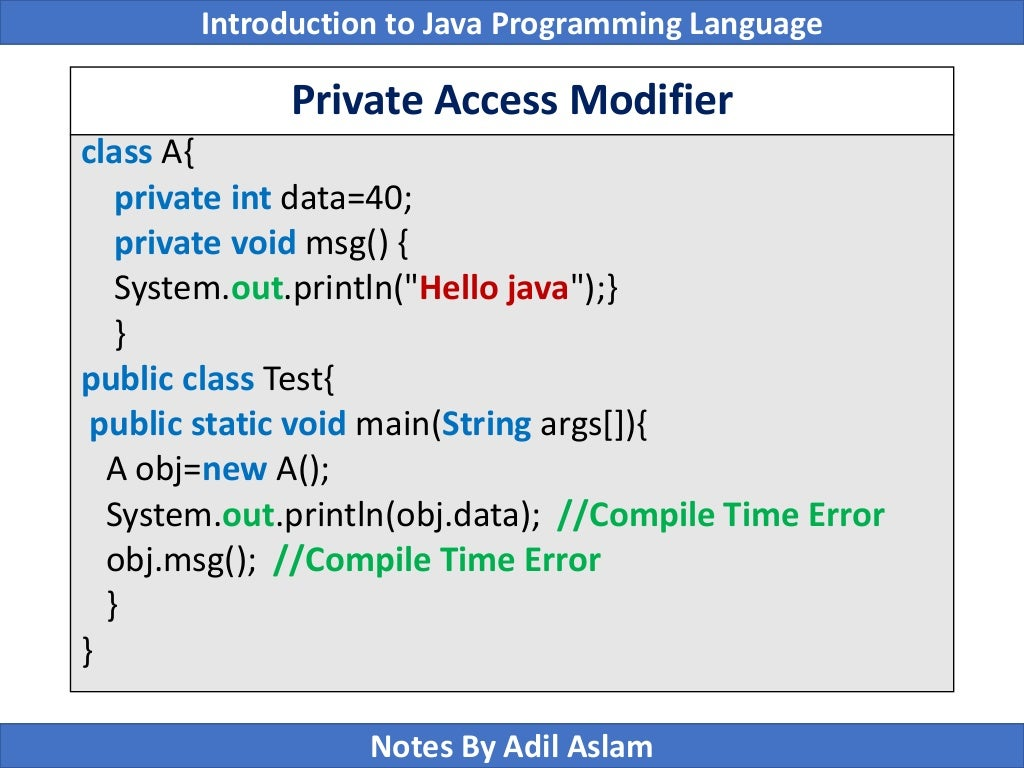 Introduction to Java Programming Language
Private Access Modifier
class A{
private int data=40;
private void msg() {
System.out.println("Hello java");}
}
public class Test{
public static void main(String args[]){
A obj=new A();
System.out.println(obj.data); //Compile Time Error
obj.msg(); //Compile Time Error
}
}
Notes By Adil Aslam